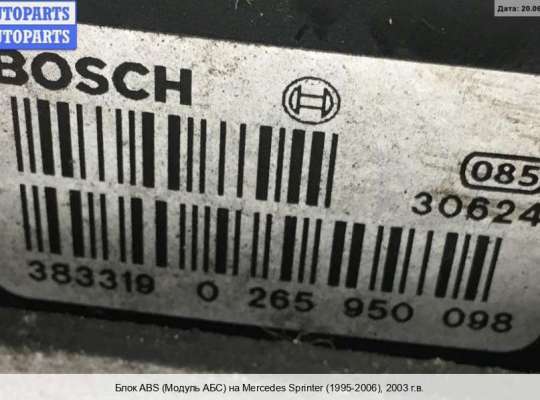 AUTOPARTS
AUTOPARTS
Дата: 20.06
BOSCH
085
30624
383319 0 265 950 098
Блок ABS (Модуль АБС) на Mercedes Sprinter (1995-2006), 2003 г.в.